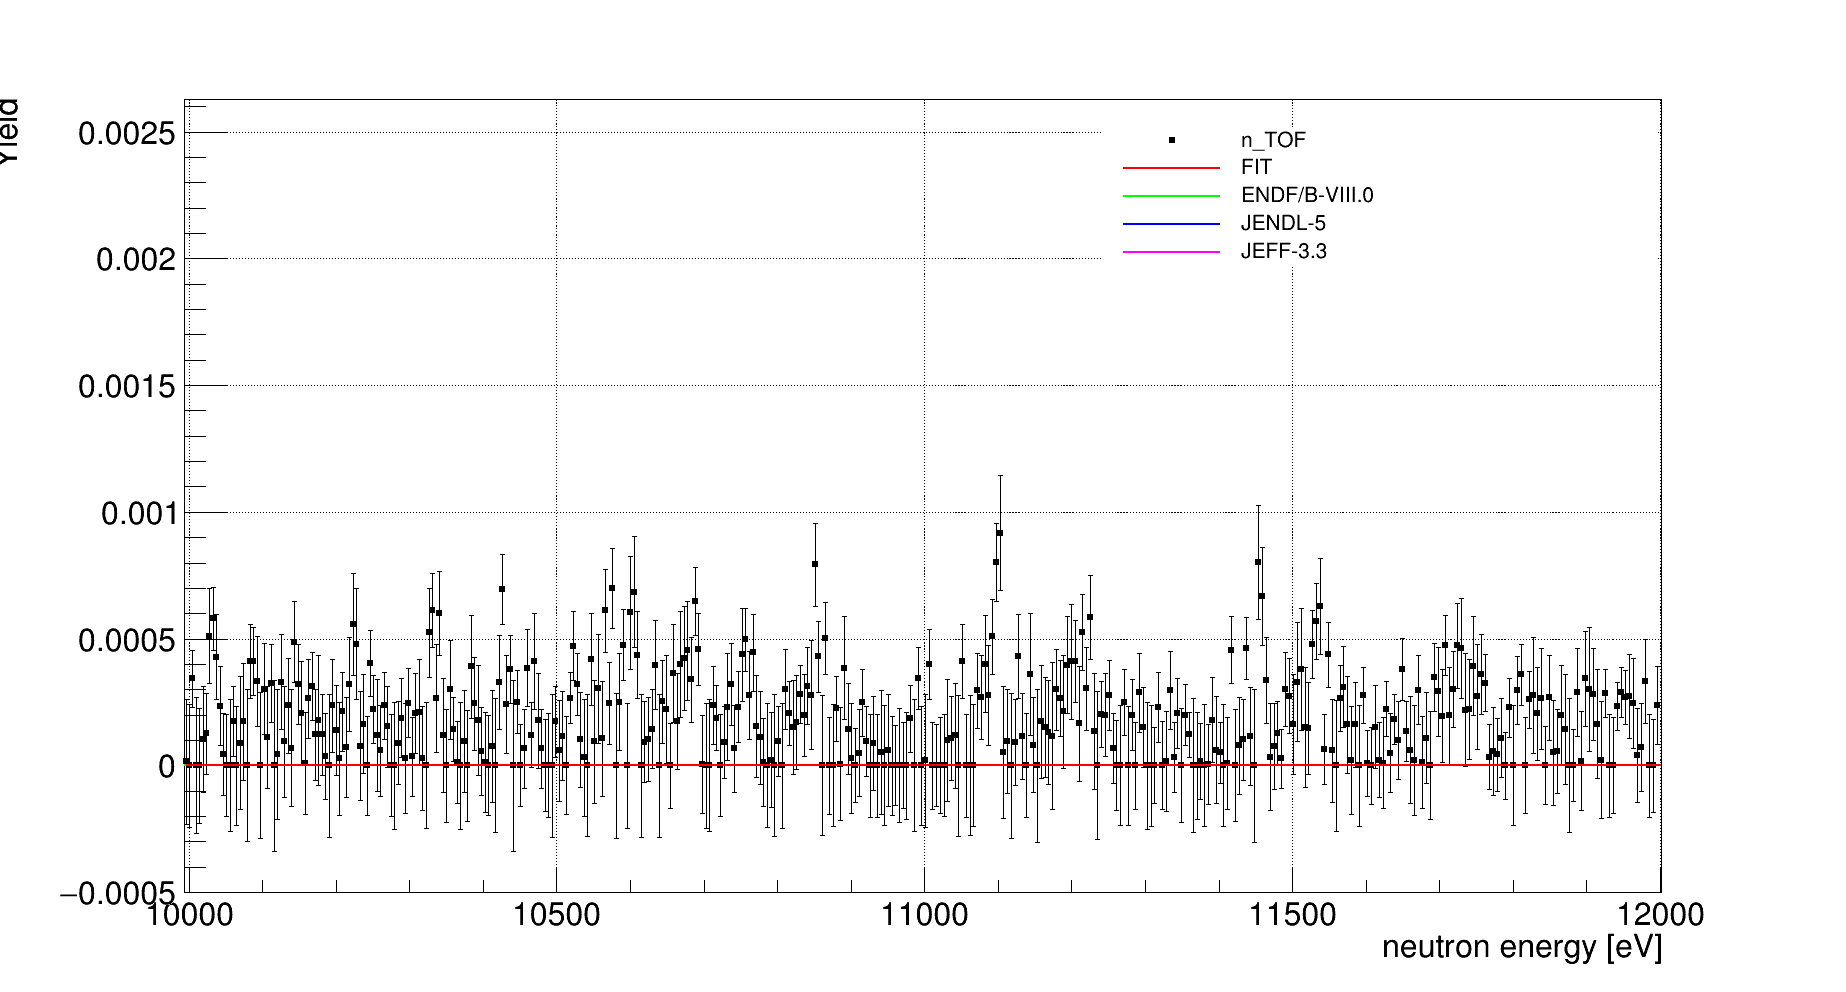 Yield
0.0025
0.002
0.0015
0.001
0.0005
0
−0.0005
n_TOF
FIT
ENDF/B-VIII.0
JENDL-5
JEFF-3.3
10000 10500 11000 11500 12000
neutron energy [eV]